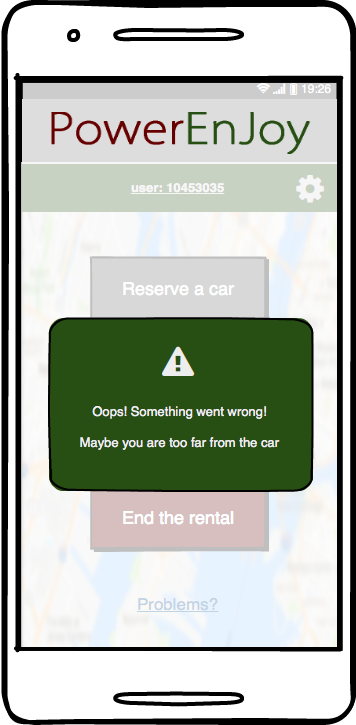 19:26
PowerEnJoy
user: 10453035
Reserve a car
Oops! Something went wrong!
Maybe you are too far from the car
End the rental
Problems?